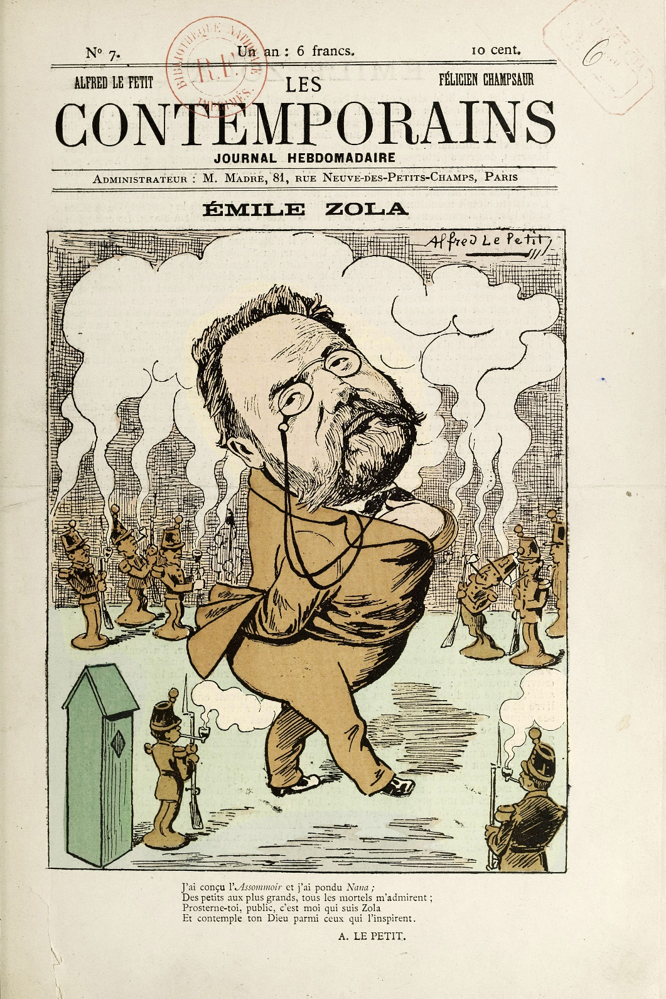 Nº 7.
Un an : 6 francs.
10 cent.
6
BIBLIOTHÈQUE NATIONALE
R.F.
IMPRIMÉS.
ALFRED LE PETIT
LES
FÉLICIEN CHAMPSAUR
CONTEMPORAINS
JOURNAL HEBDOMADAIRE
ADMINISTRATEUR : M. MADRE, 81, RUE NEUVE-DES-PETITS-CHAMPS, PARIS
ÉMILE ZOLA
Alfred Le Petit
J'ai conçu l'Assommoir et j'ai pondu Nana ;
Des petits aux plus grands, tous les mortels m'admirent ;
Prosterne-toi, public, c'est moi qui suis Zola
Et contemple ton Dieu parmi ceux qui l'inspirent.
A. LE PETIT.